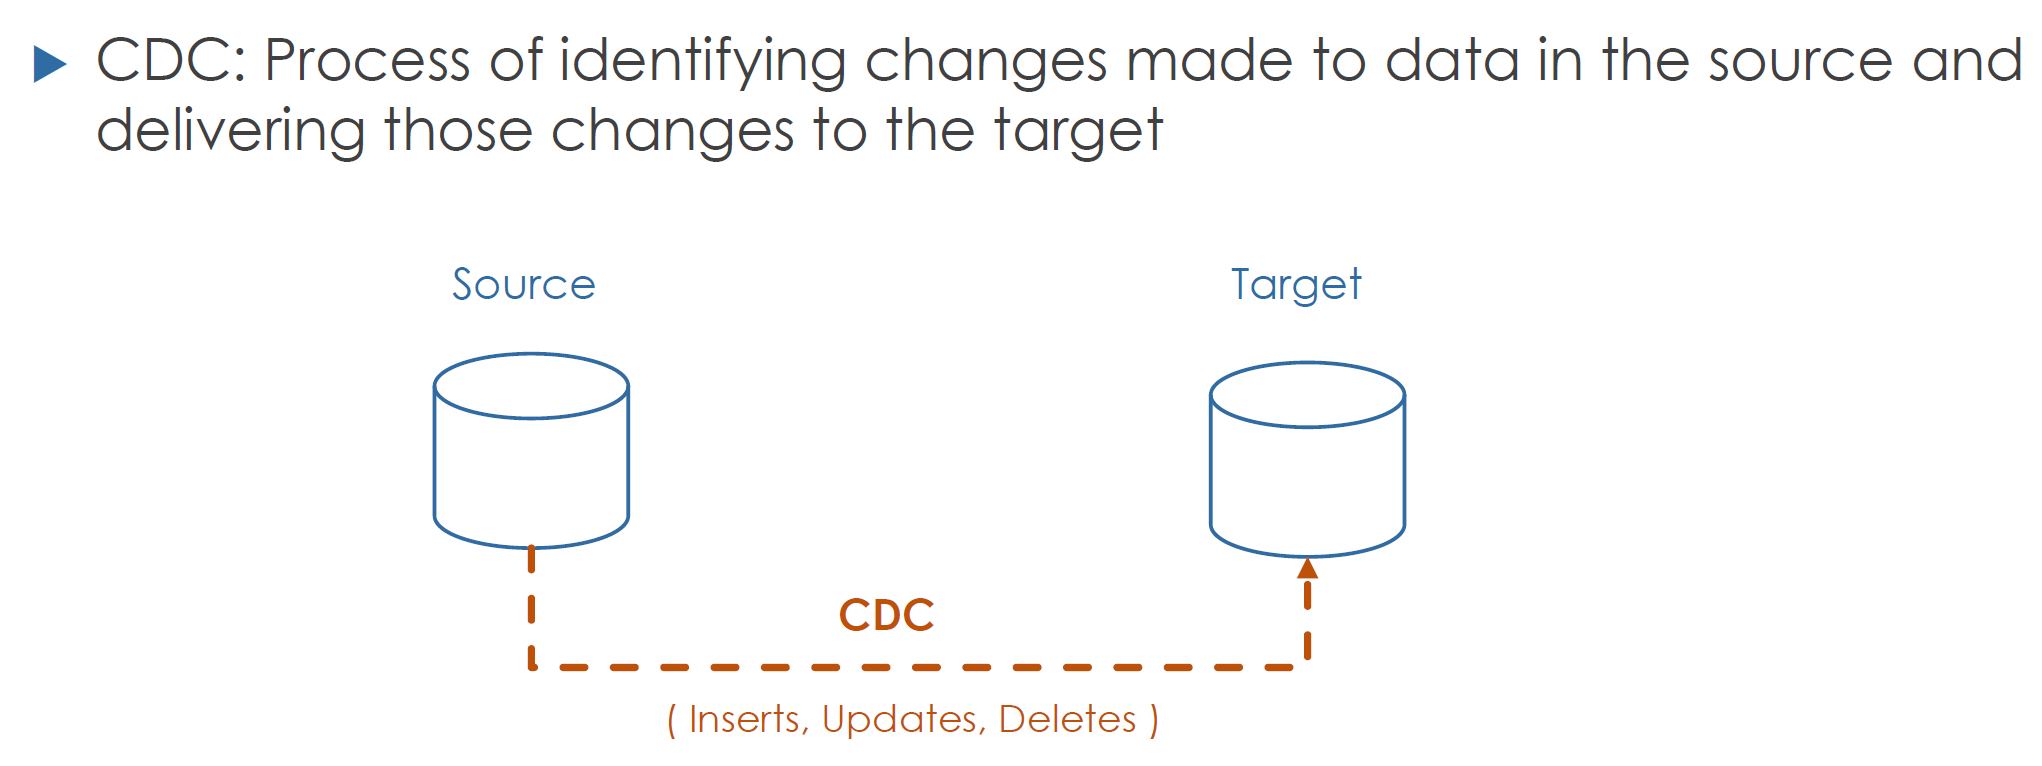 CDC: Process of identifying changes made to data in the source and
delivering those changes to the target
Source
Target
CDC
( Inserts, Updates, Deletes )